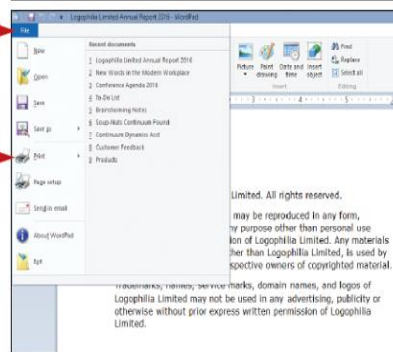 Logophilia Limited Annual Report 2016 - WordPad
File
New
Open
Save
Save as
Print
Page setup
Send in email
About WordPad
Exit
Recent documents
1 Logophilia Limited Annual Report 2016
2 New Words in the Modern Workplace
3 Conference Agenda 2016
4 To-Do List
5 Brainstorming Notes
6 Soup-Nuts Continuum Found
7 Continuum Dynamics Acct
8 Customer Feedback
9 Products
Picture
Paint drawing
Date and time
Insert object
Insert
Find
Replace
Select all
Editing
3 4 5
Limited. All rights reserved.
may be reproduced in any form,
ny purpose other than personal use
ion of Logophilia Limited. Any materials
her than Logophilia Limited, is used by
spective owners of copyrighted material.
Trademarks, names, service marks, domain names, and logos of
Logophilia Limited may not be used in any advertising, publicity or
otherwise without prior express written permission of Logophilia
Limited.